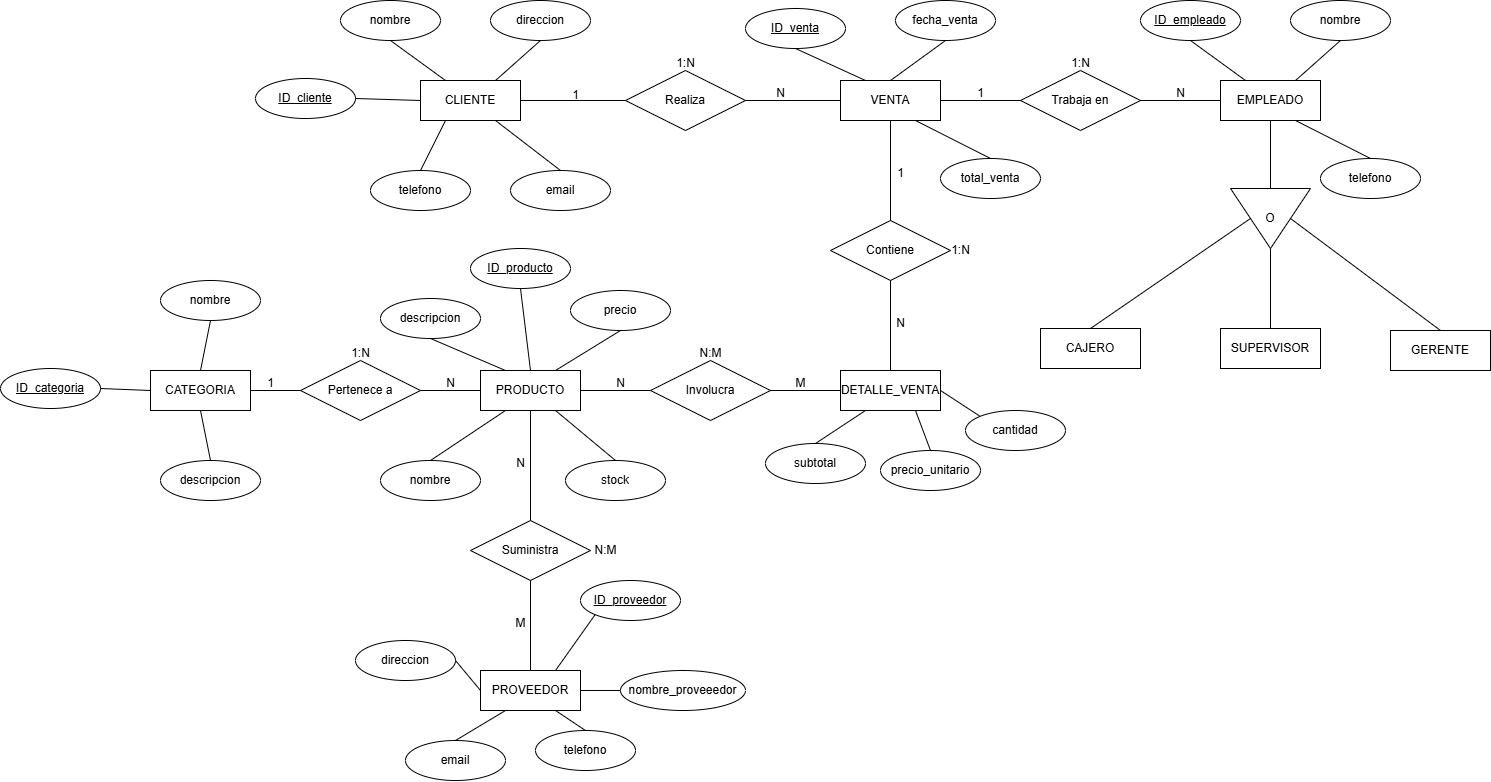 nombre
direccion
ID_venta
fecha_venta
ID_empleado
nombre
ID_cliente
CLIENTE
1
1:N
Realiza
N
VENTA
1
1:N
Trabaja en
N
EMPLEADO
telefono
email
1
total_venta
telefono
O
Contiene
1:N
N
CAJERO
SUPERVISOR
GERENTE
nombre
ID_producto
descripcion
precio
ID_categoria
CATEGORIA
1
1:N
Pertenece a
N
PRODUCTO
N
N:M
Involucra
M
DETALLE_VENTA
cantidad
descripcion
nombre
N
stock
subtotal
precio_unitario
Suministra
N:M
M
ID_proveedor
direccion
PROVEEDOR
nombre_proveeedor
email
telefono